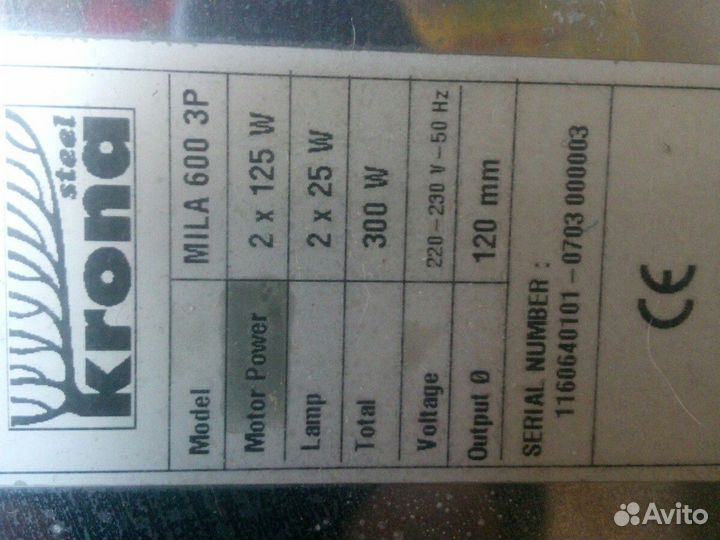 krona
steel
Model MILA 600 3P
Motor Power 2 x 125 W
Lamp 2 x 25 W
Total 300 W
Voltage 220-230 V-50 Hz
Output Ø 120 mm
SERIAL NUMBER :
1160640101-0703 000003
CE
Avito